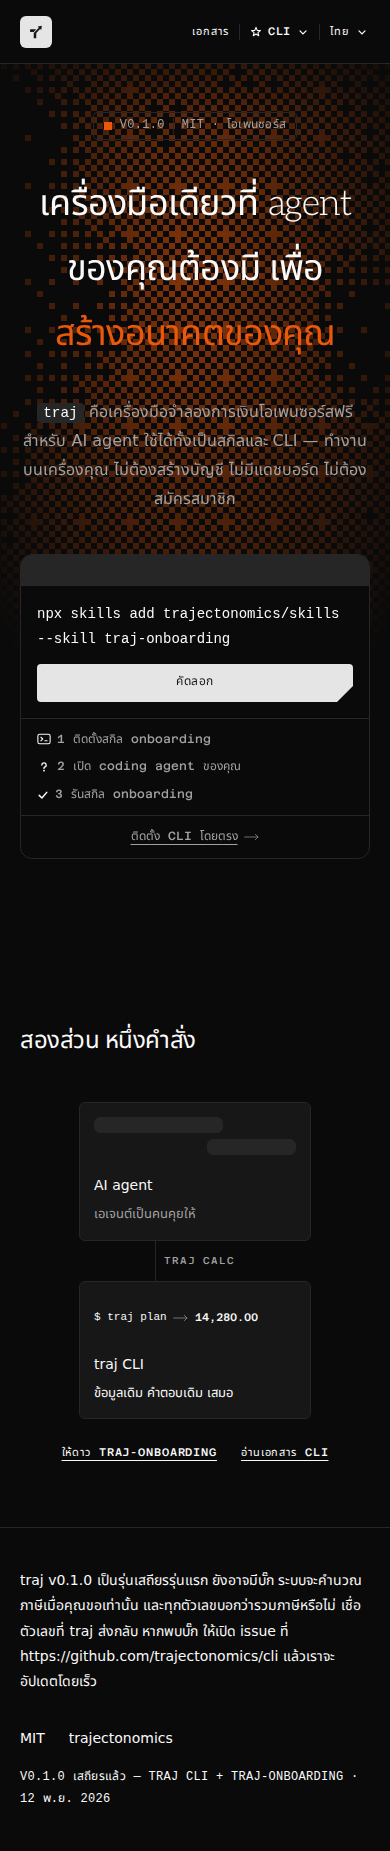 เอกสาร CLI ไทย
V0.1.0 MIT · โอเพนซอร์ส
เครื่องมือเดียวที่ agent
ของคุณต้องมี เพื่อ
สร้างอนาคตของคุณ
traj คือเครื่องมือจำลองการเงินโอเพนซอร์สฟรี
สำหรับ AI agent ใช้ได้ทั้งเป็นสกิลและ CLI — ทำงาน
บนเครื่องคุณ ไม่ต้องสร้างบัญชี ไม่มีแดชบอร์ด ไม่ต้อง
สมัครสมาชิก
npx skills add trajectonomics/skills
--skill traj-onboarding
คัดลอก
1 ติดตั้งสกิล onboarding
? 2 เปิด coding agent ของคุณ
3 รันสกิล onboarding
ติดตั้ง CLI โดยตรง →
สองส่วน หนึ่งคำสั่ง
AI agent
เอเจนต์เป็นคนคุยให้
TRAJ CALC
$ traj plan → 14,280.00
traj CLI
ข้อมูลเดิม คำตอบเดิม เสมอ
ให้ดาว TRAJ-ONBOARDING อ่านเอกสาร CLI
traj v0.1.0 เป็นรุ่นเสถียรรุ่นแรก ยังอาจมีบั๊ก ระบบจะคำนวณ
ภาษีเมื่อคุณขอเท่านั้น และทุกตัวเลขบอกว่ารวมภาษีหรือไม่ เชื่อ
ตัวเลขที่ traj ส่งกลับ หากพบบั๊ก ให้เปิด issue ที่
https://github.com/trajectonomics/cli แล้วเราจะ
อัปเดตโดยเร็ว
MIT trajectonomics
V0.1.0 เสถียรแล้ว — TRAJ CLI + TRAJ-ONBOARDING ·
12 พ.ย. 2026